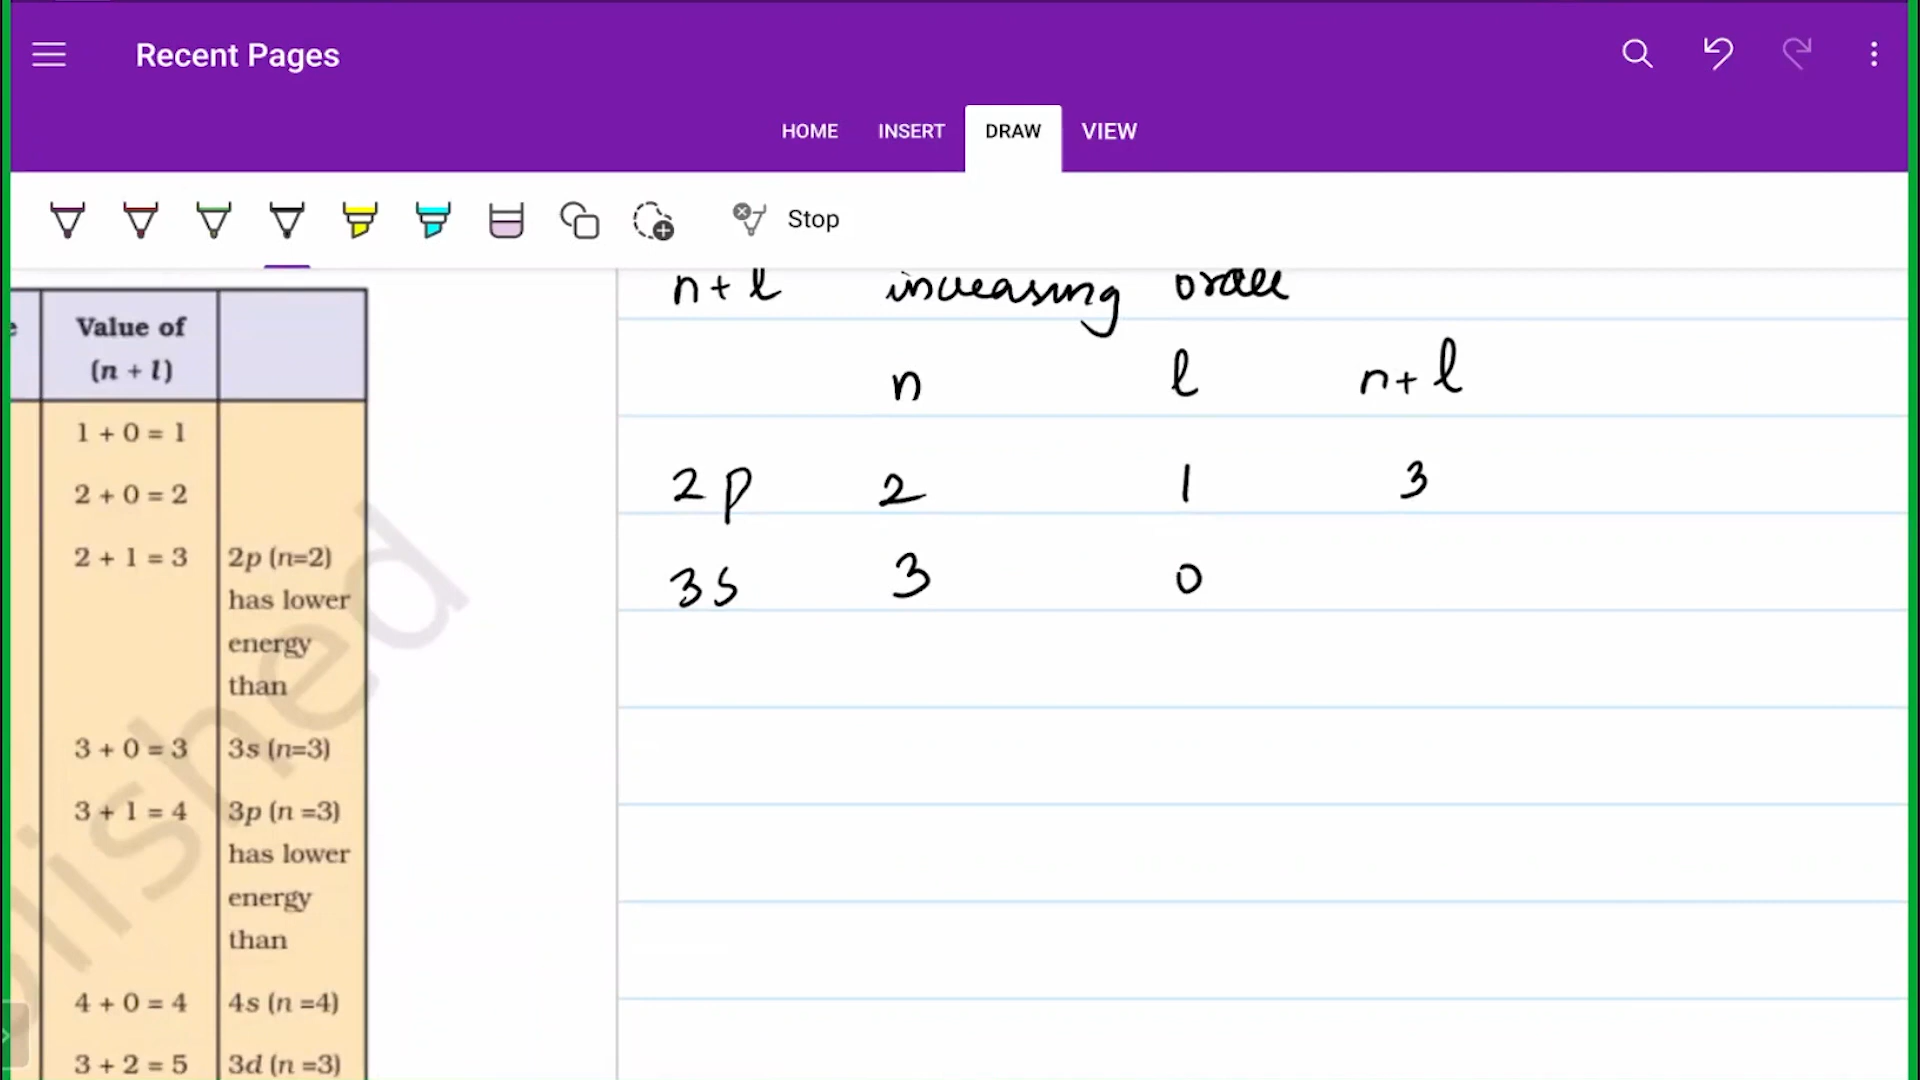 Recent Pages
HOME INSERT DRAW VIEW
Stop
Value of
(n + l)
1 + 0 = 1
2 + 0 = 2
2 + 1 = 3 2p (n=2)
has lower
energy
than
3 + 0 = 3 3s (n=3)
3 + 1 = 4 3p (n =3)
has lower
energy
than
4 + 0 = 4 4s (n =4)
3 + 2 = 5 3d (n =3)
lished
n + l increasing
n l n + l
2p 2 1 3
3s 3 0